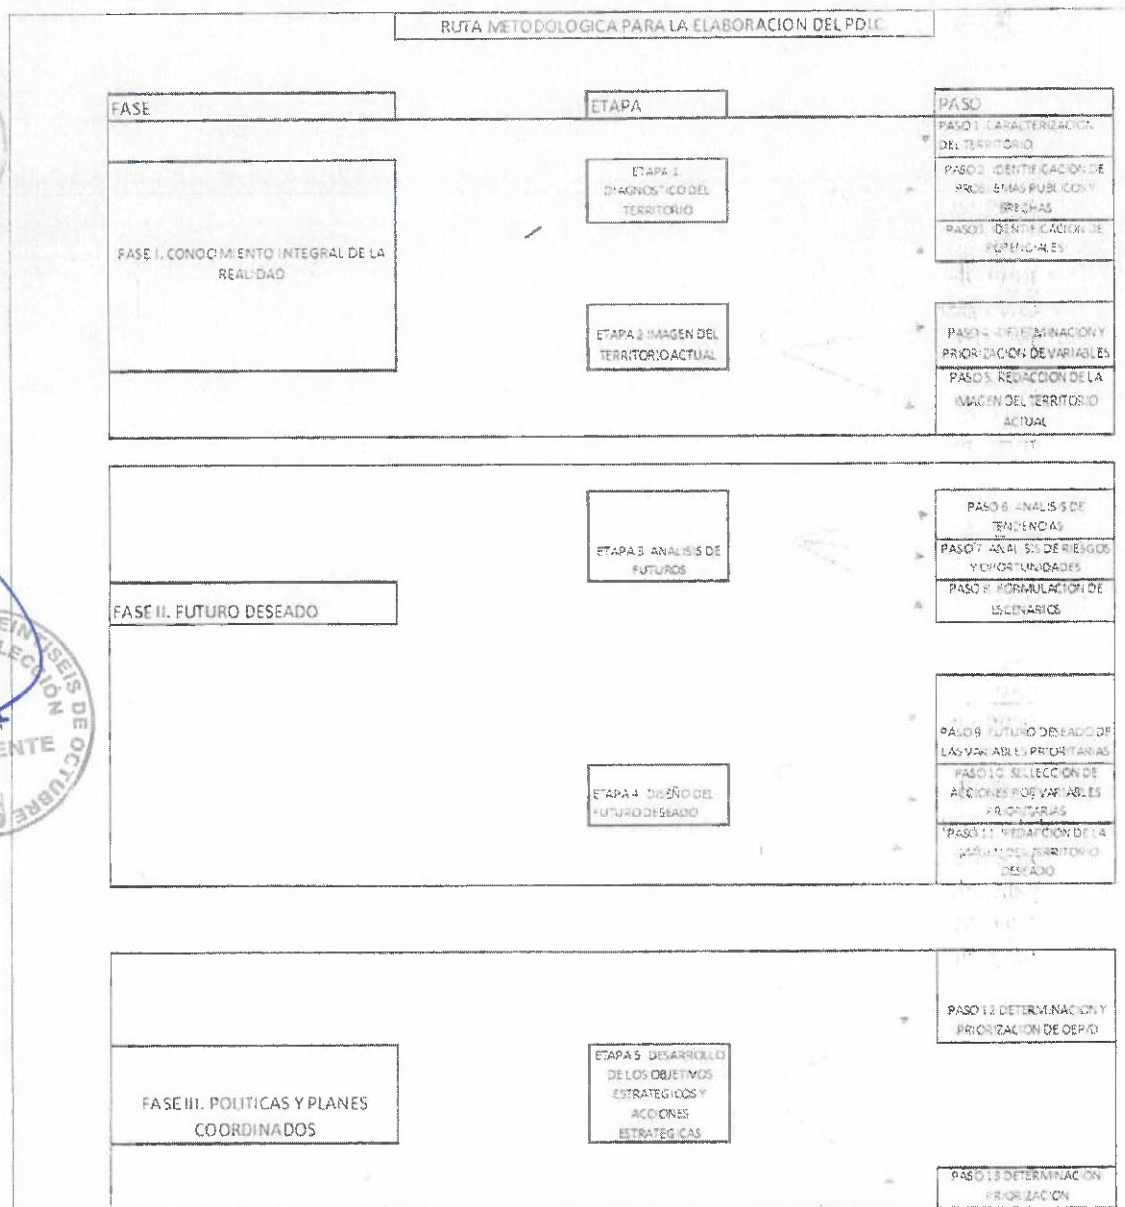 RUTA METODOLOGICA PARA LA ELABORACION DEL PDLC
FASE
ETAPA
PASO
PASO 1. CARACTERIZACION
DEL TERRITORIO
ETAPA 1.
DIAGNOSTICO DEL
TERRITORIO
PASO 2. IDENTIFICACION DE
PROBLEMAS PUBLICOS Y
BRECHAS
PASO 3. IDENTIFICACION DE
POTENCIALES
FASE I. CONOCIMIENTO INTEGRAL DE LA
REALIDAD
ETAPA 2 IMAGEN DEL
TERRITORIO ACTUAL
PASO 4. DETERMINACION Y
PRIORIZACION DE VARIABLES
PASO 5. REDACCION DE LA
IMAGEN DEL TERRITORIO
ACTUAL
ETAPA 3 ANALISIS DE
FUTUROS
PASO 6. ANALISIS DE
TENDENCIAS
PASO 7. ANALISIS DE RIESGOS
Y OPORTUNIDADES
PASO 8. FORMULACION DE
ESCENARIOS
FASE II. FUTURO DESEADO
PASO 9. FUTURO DESEADO DE
LAS VARIABLES PRIORITARIAS
ETAPA 4. DISEÑO DEL
FUTURO DESEADO
PASO 10. SELLECCION DE
ACCIONES POR VARIABLES
PRIORITARIAS
PASO 11. REDACCION DE LA
IMAGEN DEL TERRITORIO
DESEADO
VEINTISEIS DE OCTUBRE
PASO 12 DETERMINACION Y
PRIORIZACION DE OEP/D
FASE III. POLITICAS Y PLANES
COORDINADOS
ETAPA 5. DESARROLLO
DE LOS OBJETIVOS
ESTRATEGICOS Y
ACCIONES
ESTRATEGICAS
PASO 13 DETERMINACION
PRIORIZACION